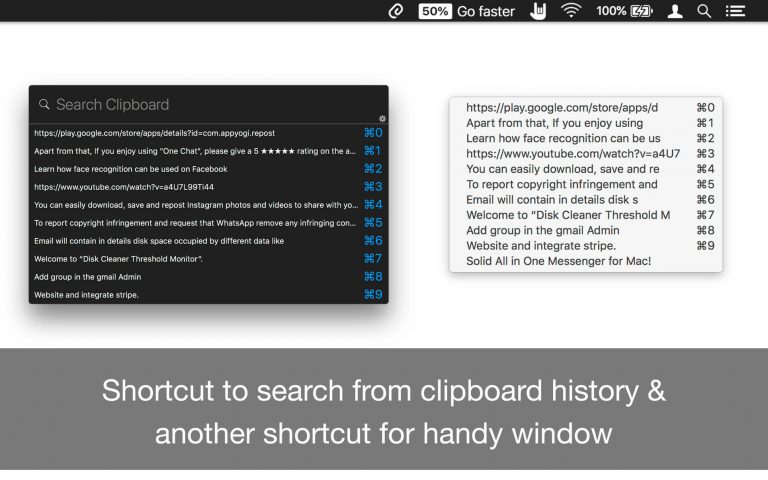 50% Go faster 100%
Search Clipboard
https://play.google.com/store/apps/details?id=com.appyogi.repost ⌘0
Apart from that, If you enjoy using "One Chat", please give a 5 ★★★★★ rating on the a... ⌘1
Learn how face recognition can be used on Facebook ⌘2
https://www.youtube.com/watch?v=a4U7L99Ti44 ⌘3
You can easily download, save and repost Instagram photos and videos to share with yo... ⌘4
To report copyright infringement and request that WhatsApp remove any infringing con... ⌘5
Email will contain in details disk space occupied by different data like ⌘6
Welcome to “Disk Cleaner Threshold Monitor”. ⌘7
Add group in the gmail Admin ⌘8
Website and integrate stripe. ⌘9
https://play.google.com/store/apps/d ⌘0
Apart from that, If you enjoy using ⌘1
Learn how face recognition can be us ⌘2
https://www.youtube.com/watch?v=a4U7 ⌘3
You can easily download, save and re ⌘4
To report copyright infringement and ⌘5
Email will contain in details disk s ⌘6
Welcome to “Disk Cleaner Threshold M ⌘7
Add group in the gmail Admin ⌘8
Website and integrate stripe. ⌘9
Solid All in One Messenger for Mac!
Shortcut to search from clipboard history &
another shortcut for handy window